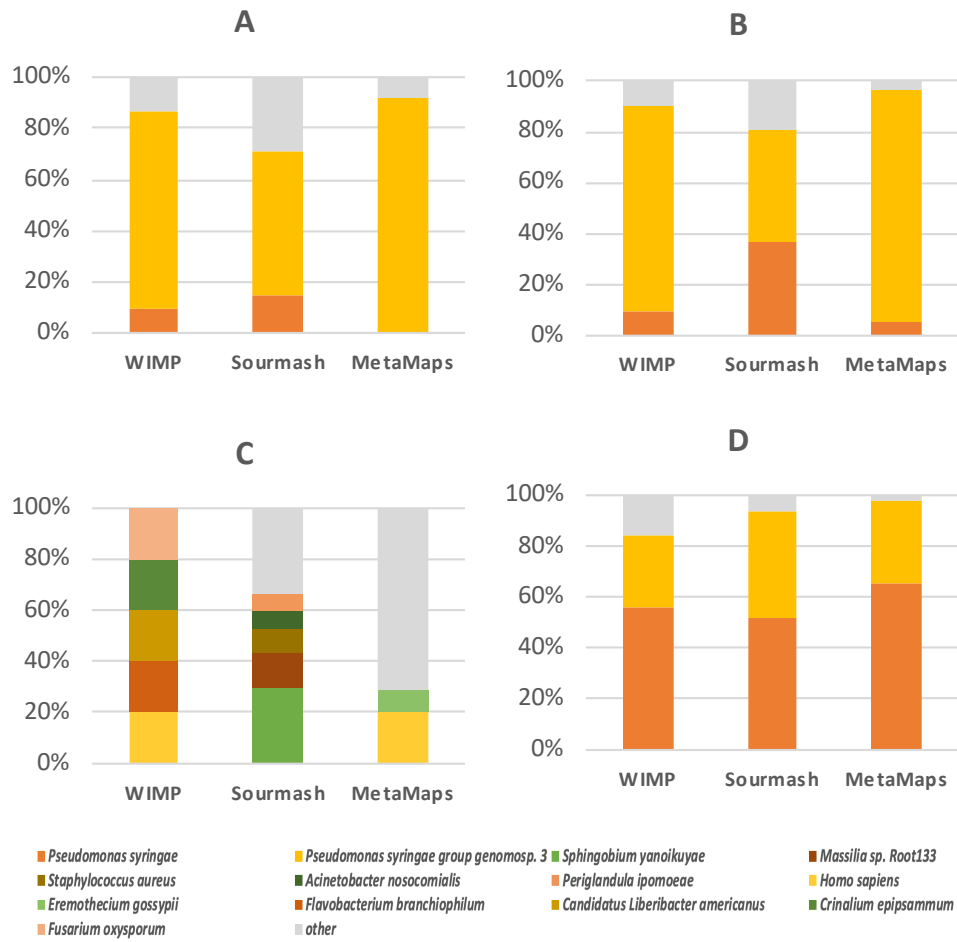 A
B
100%
80%
60%
40%
20%
0%
WIMP Sourmash MetaMaps
100%
80%
60%
40%
20%
0%
WIMP Sourmash MetaMaps
C
D
100%
80%
60%
40%
20%
0%
WIMP Sourmash MetaMaps
100%
80%
60%
40%
20%
0%
WIMP Sourmash MetaMaps
Pseudomonas syringae Pseudomonas syringae group genomosp. 3 Sphingobium yanoikuyae Massilia sp. Root133
Staphylococcus aureus Acinetobacter nosocomialis Periglandula ipomoeae Homo sapiens
Eremothecium gossypii Flavobacterium branchiophilum Candidatus Liberibacter americanus Crinalium epipsammum
Fusarium oxysporum other